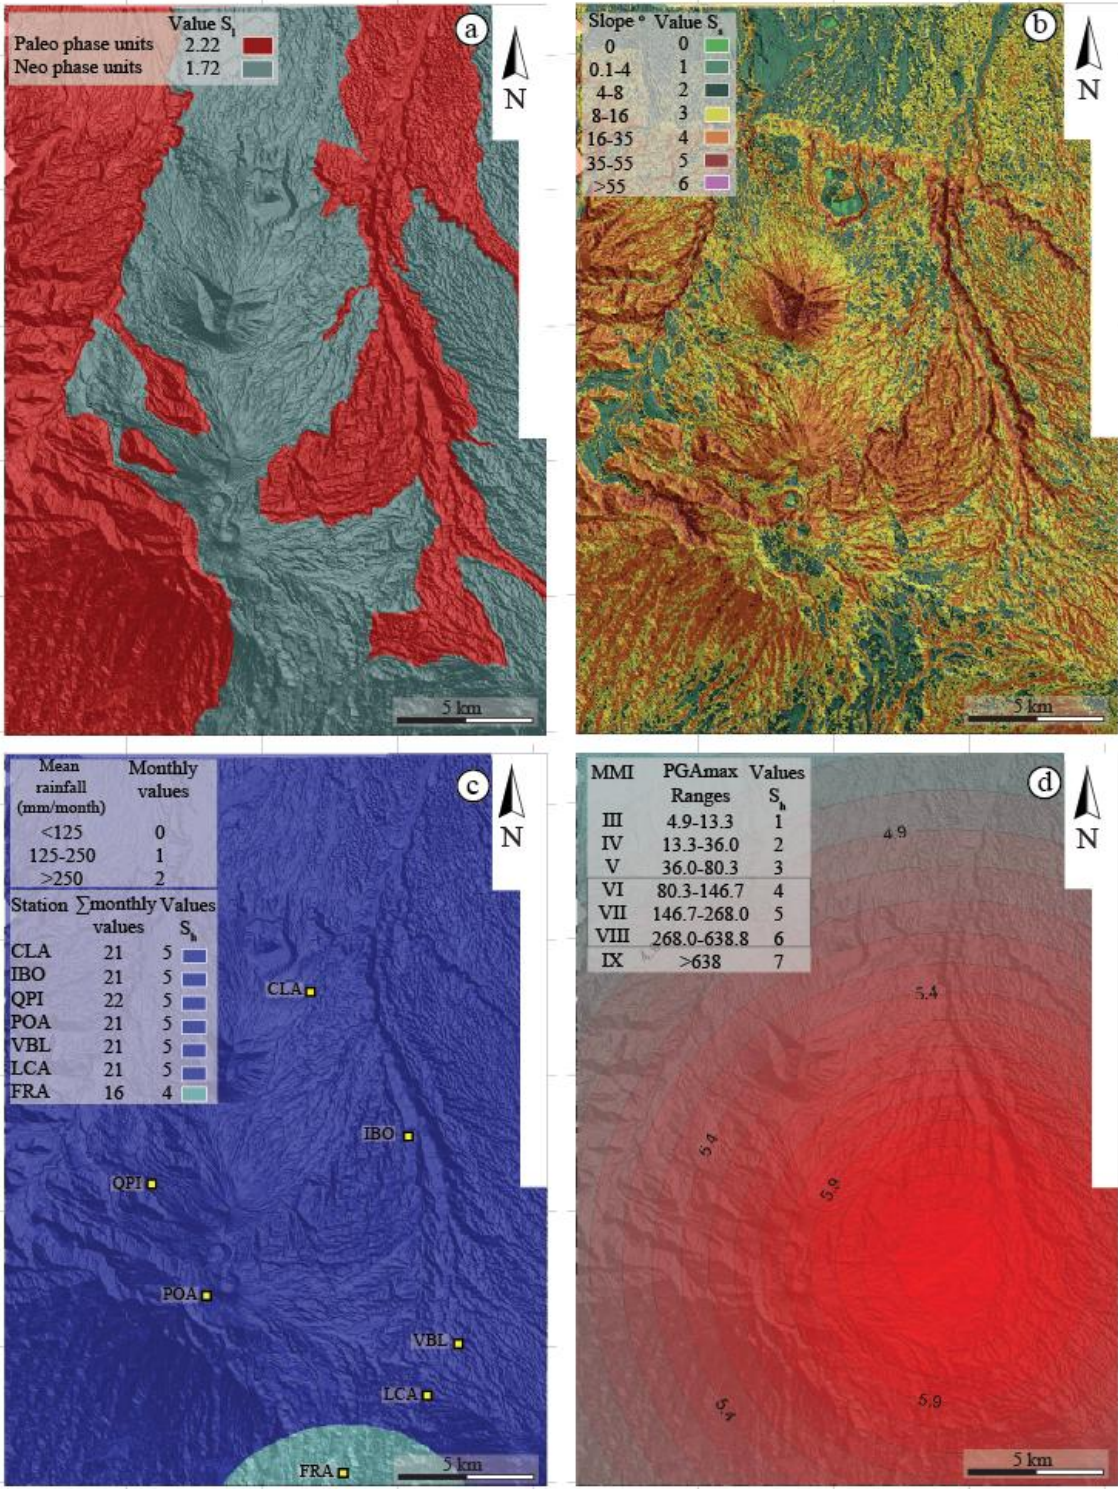 Value Sl
Paleo phase units 2.22
Neo phase units 1.72
a
N
5 km
Slope ° Value Ss
0 0
0.1-4 1
4-8 2
8-16 3
16-35 4
35-55 5
>55 6
b
N
5 km
Mean rainfall (mm/month) Monthly values
<125 0
125-250 1
>250 2
Station ∑monthly values Values Sh
CLA 21 5
IBO 21 5
QPI 22 5
POA 21 5
VBL 21 5
LCA 21 5
FRA 16 4
c
N
CLA
IBO
QPI
POA
VBL
LCA
FRA
5 km
MMI PGAmax Ranges Values Sh
III 4.9-13.3 1
IV 13.3-36.0 2
V 36.0-80.3 3
VI 80.3-146.7 4
VII 146.7-268.0 5
VIII 268.0-638.8 6
IX >638 7
d
N
4.9
5.4
5.4
5.9
5.4
5.9
5 km